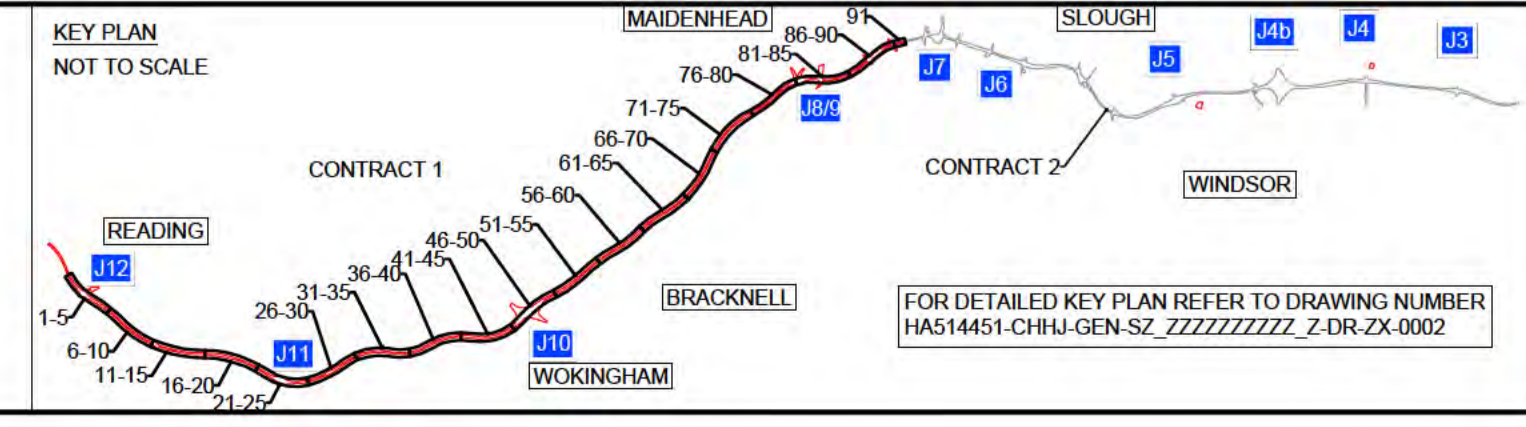 KEY PLAN
NOT TO SCALE
MAIDENHEAD
91
SLOUGH
86-90
81-85
76-80
J8/9
J7
J6
J5
J4b
J4
J3
71-75
66-70
61-65
56-60
51-55
46-50
41-45
36-40
31-35
26-30
CONTRACT 1
CONTRACT 2
WINDSOR
READING
J12
1-5
6-10
11-15
16-20
21-25
J11
J10
WOKINGHAM
BRACKNELL
FOR DETAILED KEY PLAN REFER TO DRAWING NUMBER
HA514451-CHHJ-GEN-SZ_ZZZZZZZZZZ_Z-DR-ZX-0002